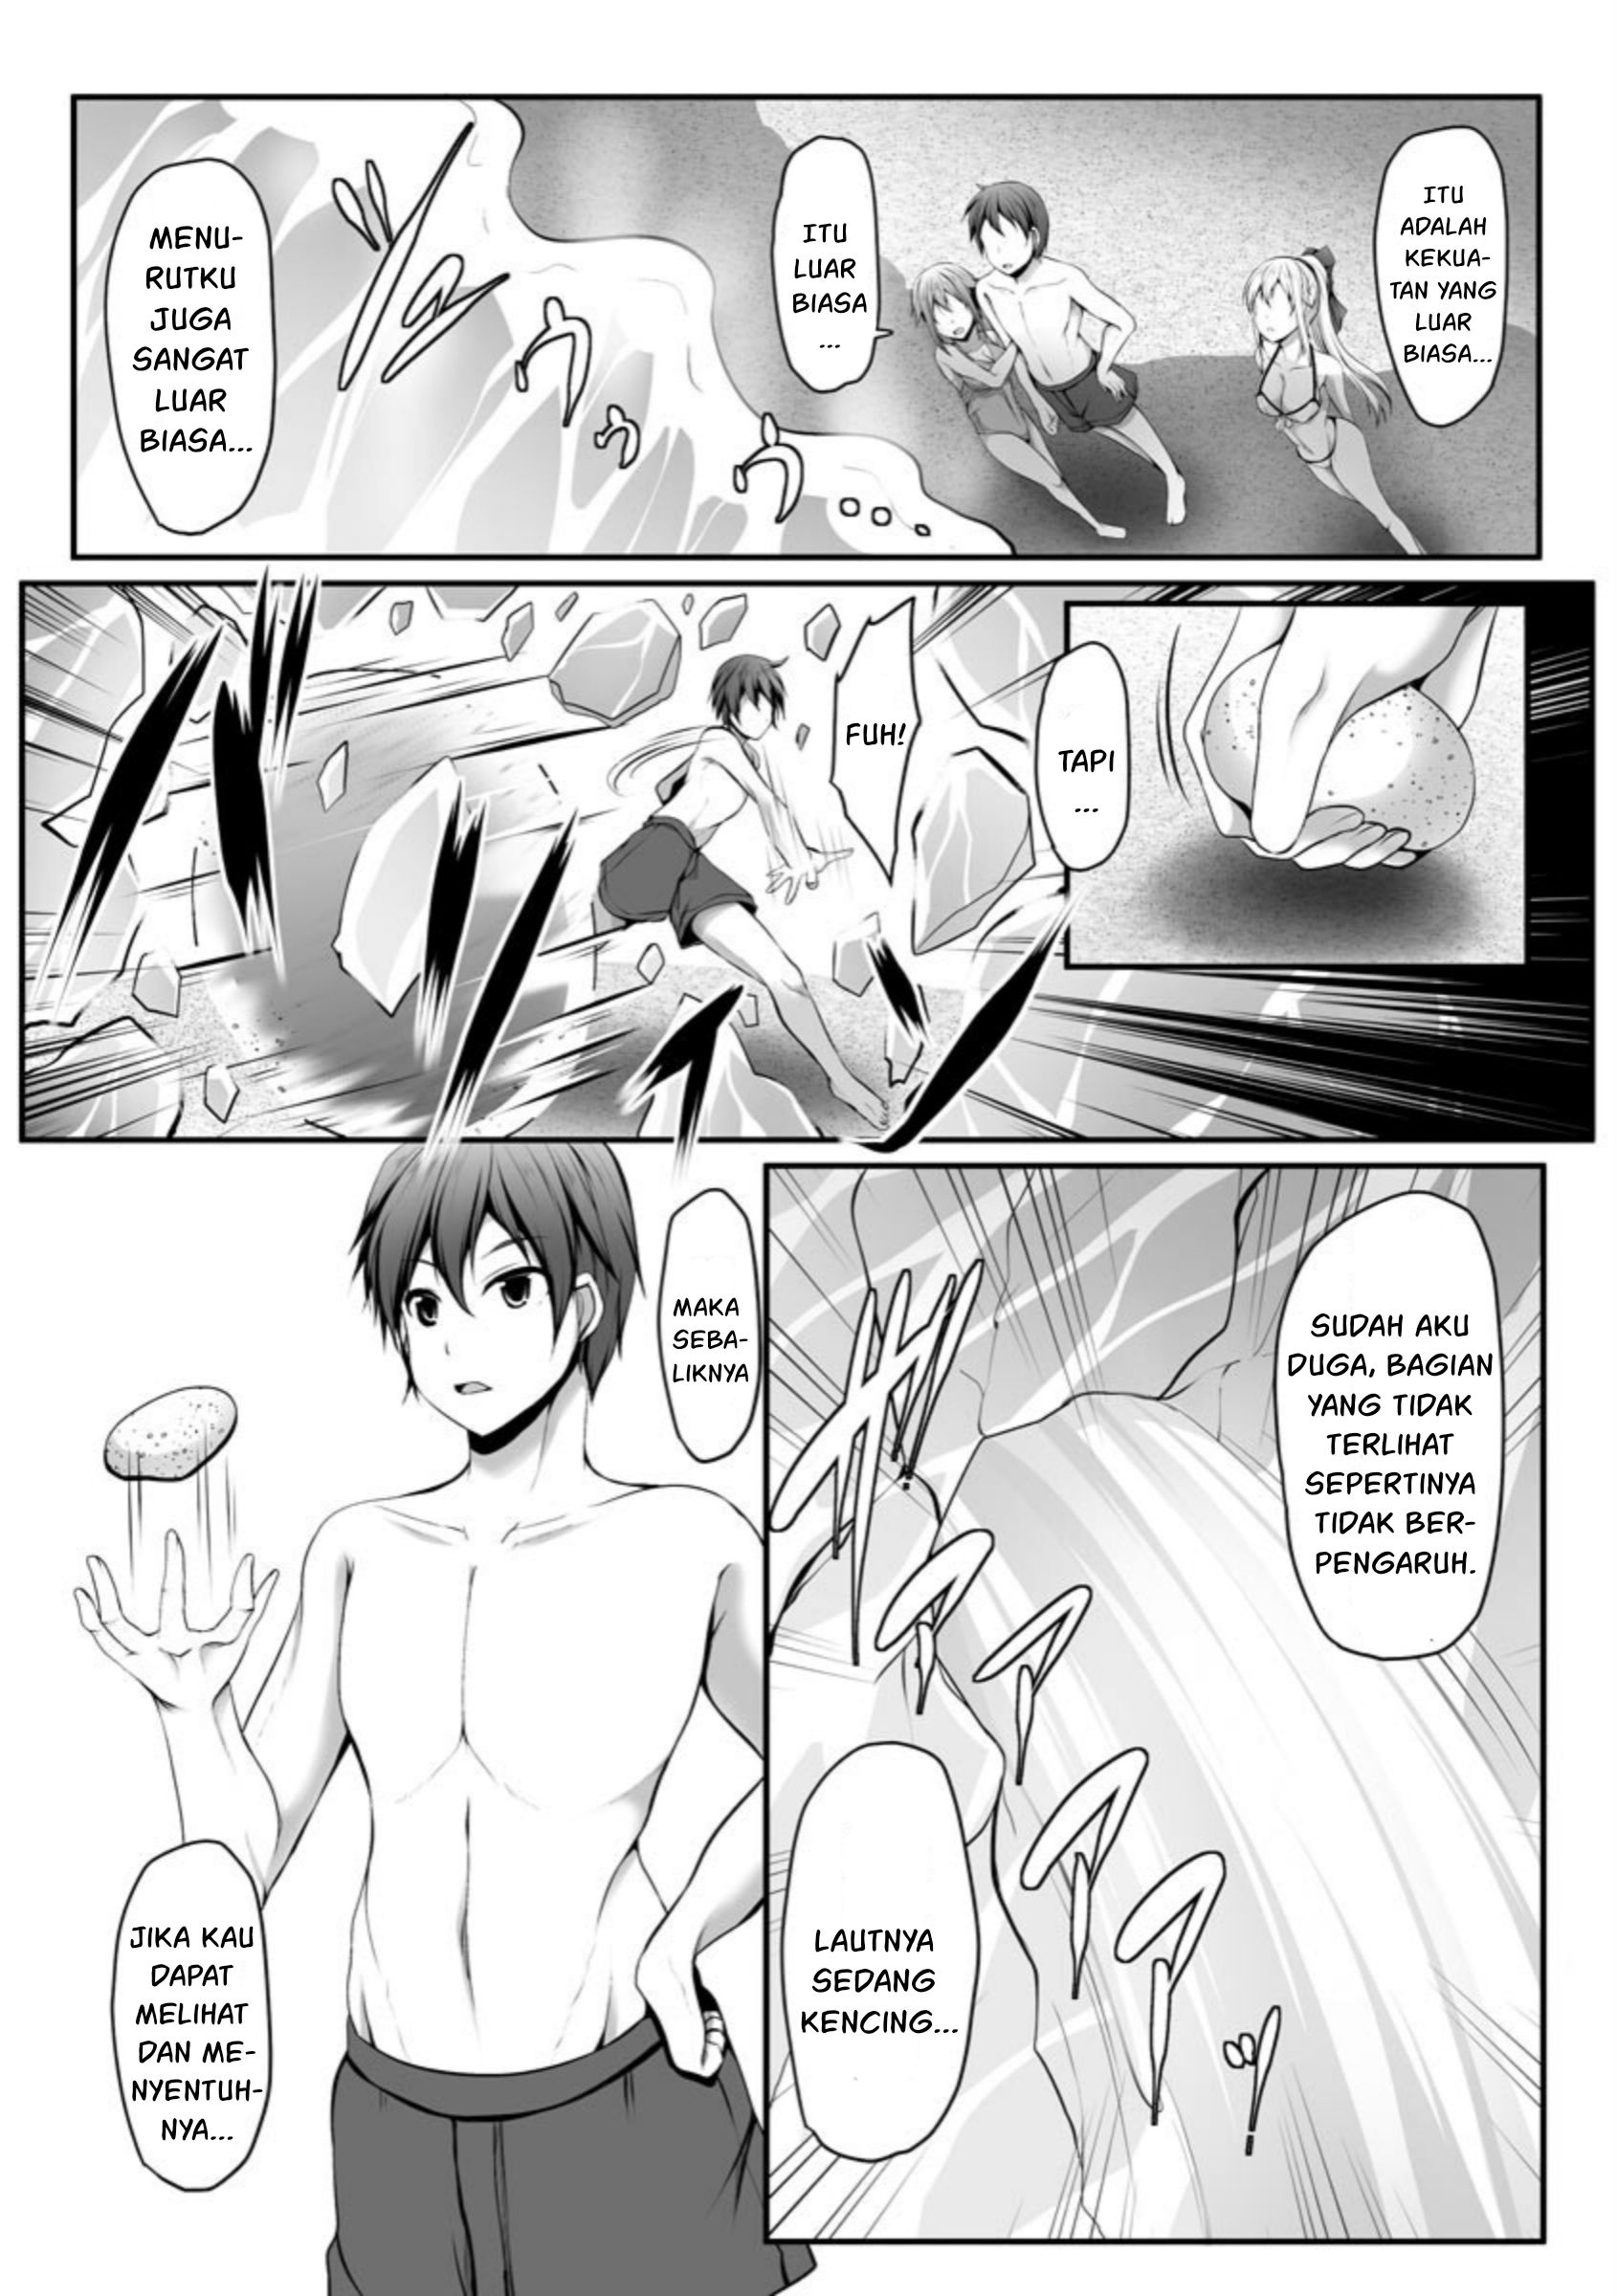 ITU
ADALAH
KEKUA-
TAN YANG
LUAR
BIASA...
ITU
LUAR
BIASA
...
MENU-
RUTKU
JUGA
SANGAT
LUAR
BIASA...
TAPI
...
FUH!
SUDAH AKU
DUGA, BAGIAN
YANG TIDAK
TERLIHAT
SEPERTINYA
TIDAK BER-
PENGARUH.
LAUTNYA
SEDANG
KENCING...
MAKA
SEBA-
LIKNYA
JIKA KAU
DAPAT
MELIHAT
DAN ME-
NYENTUH-
NYA...